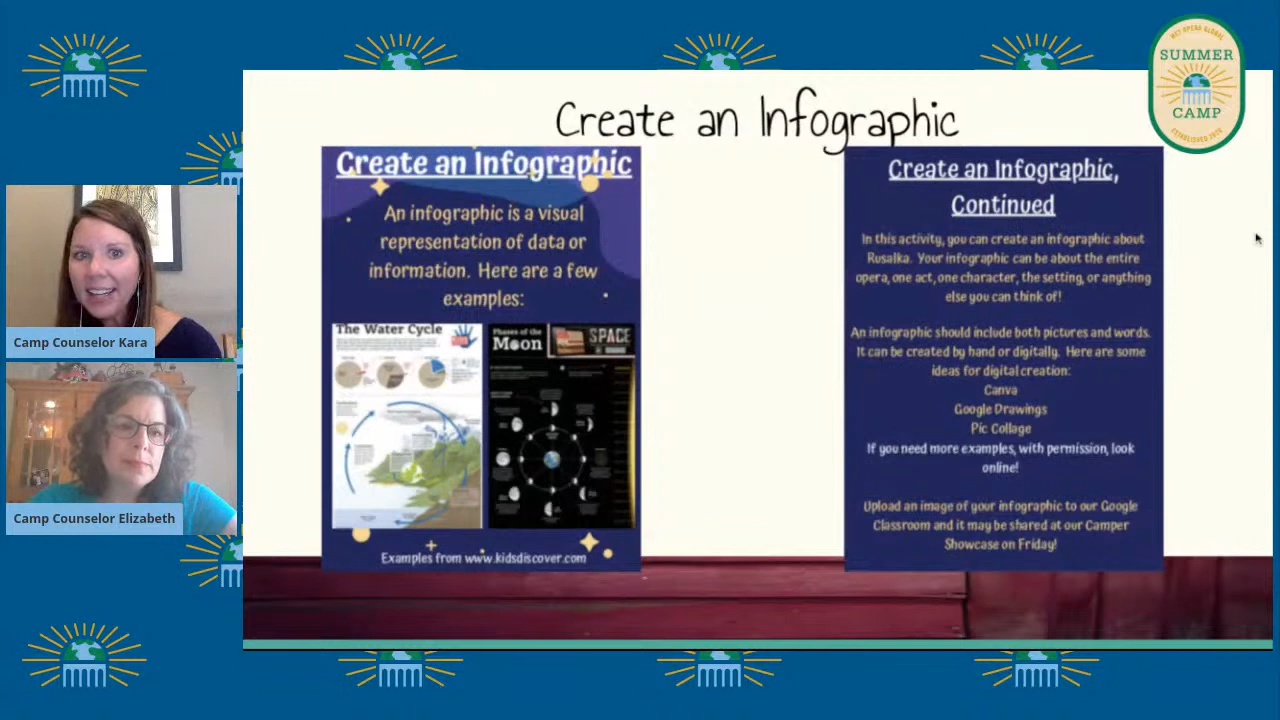 MET OPERA GLOBAL
SUMMER
CAMP
ESTABLISHED 2020
Create an Infographic
Create an Infographic
An infographic is a visual
representation of data or
information. Here are a few
examples:
The Water Cycle
Phases of the
Moon
SPACE
Examples from www.kidsdiscover.com
Create an Infographic,
Continued
In this activity, you can create an infographic about
Rusalka. Your infographic can be about the entire
opera, one act, one character, the setting, or anything
else you can think of!
An infographic should include both pictures and words.
It can be created by hand or digitally. Here are some
ideas for digital creation:
Canva
Google Drawings
Pic Collage
If you need more examples, with permission, look
online!
Upload an image of your infographic to our Google
Classroom and it may be shared at our Camper
Showcase on Friday!
Camp Counselor Kara
Camp Counselor Elizabeth